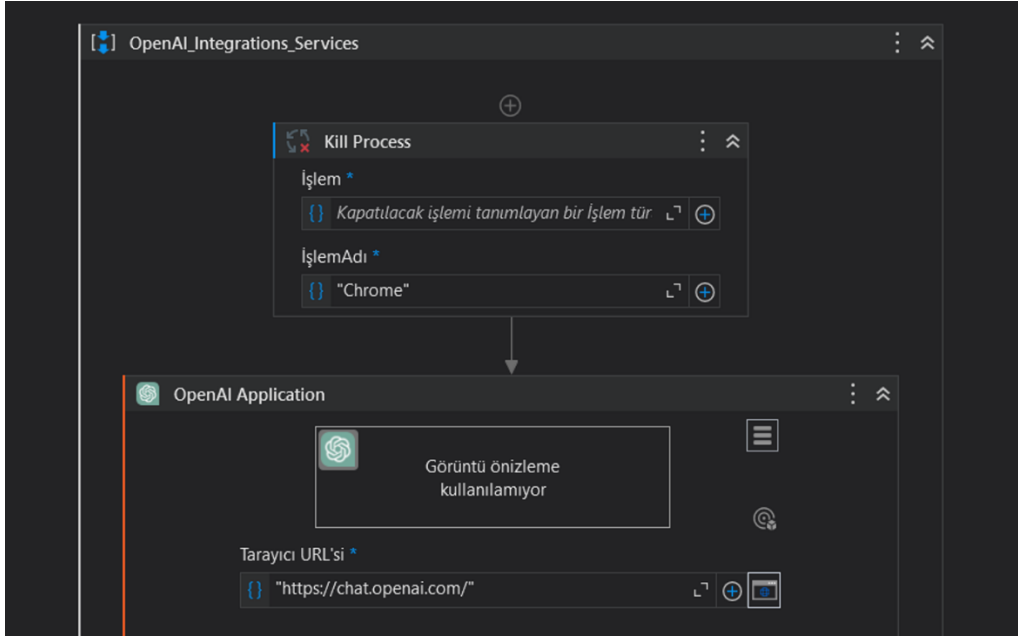 OpenAI_Integrations_Services
Kill Process
İşlem *
Kapatılacak işlemi tanımlayan bir İşlem tür
İşlemAdı *
"Chrome"
OpenAI Application
Görüntü önizleme
kullanılamıyor
Tarayıcı URL'si *
"https://chat.openai.com/"